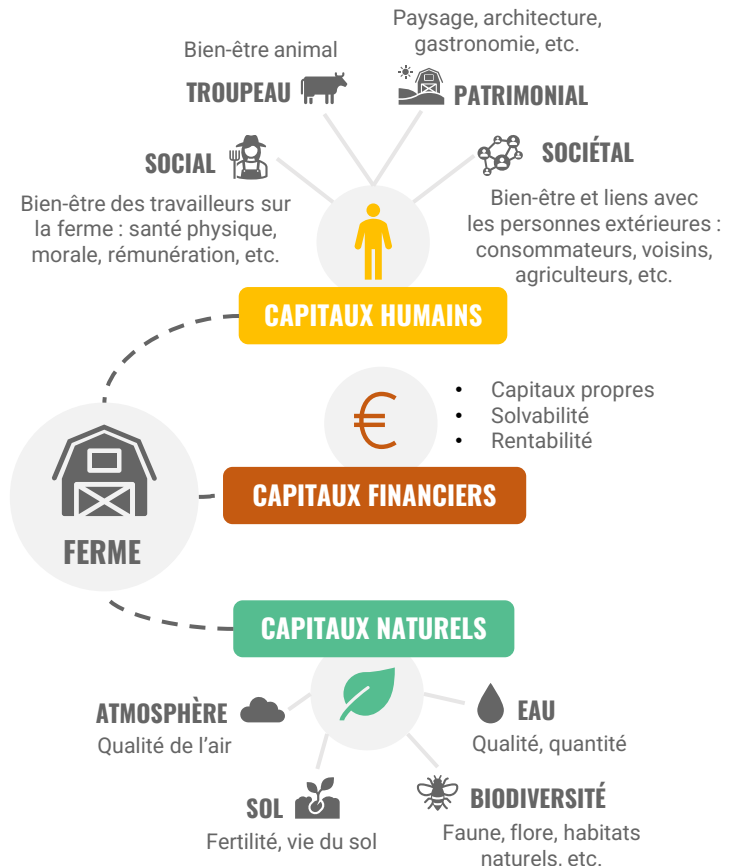 Paysage, architecture,
gastronomie, etc.
Bien-être animal
TROUPEAU
PATRIMONIAL
SOCIAL
SOCIÉTAL
Bien-être des travailleurs sur
la ferme : santé physique,
morale, rémunération, etc.
Bien-être et liens avec
les personnes extérieures :
consommateurs, voisins,
agriculteurs, etc.
CAPITAUX HUMAINS
€
• Capitaux propres
• Solvabilité
• Rentabilité
CAPITAUX FINANCIERS
FERME
CAPITAUX NATURELS
ATMOSPHÈRE
Qualité de l'air
EAU
Qualité, quantité
SOL
Fertilité, vie du sol
BIODIVERSITÉ
Faune, flore, habitats
naturels, etc.